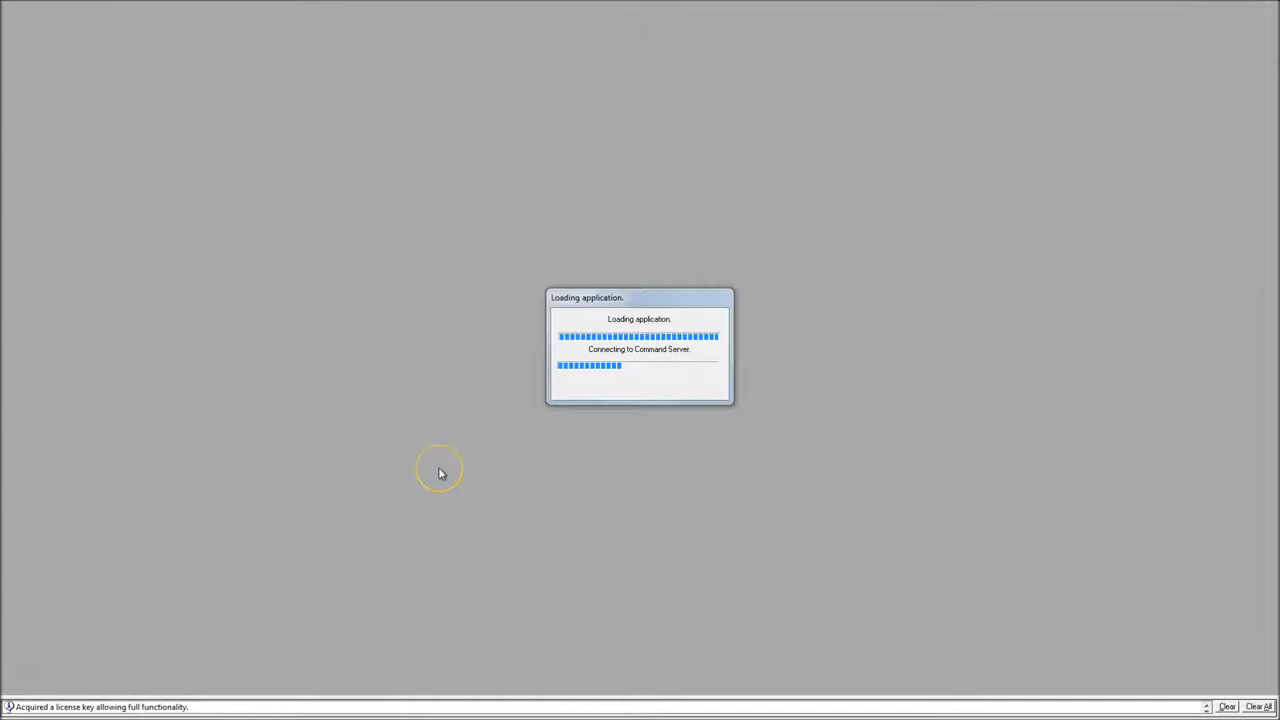 Loading application.
Loading application.
Connecting to Command Server.
Acquired a license key allowing full functionality.
Clear
Clear All